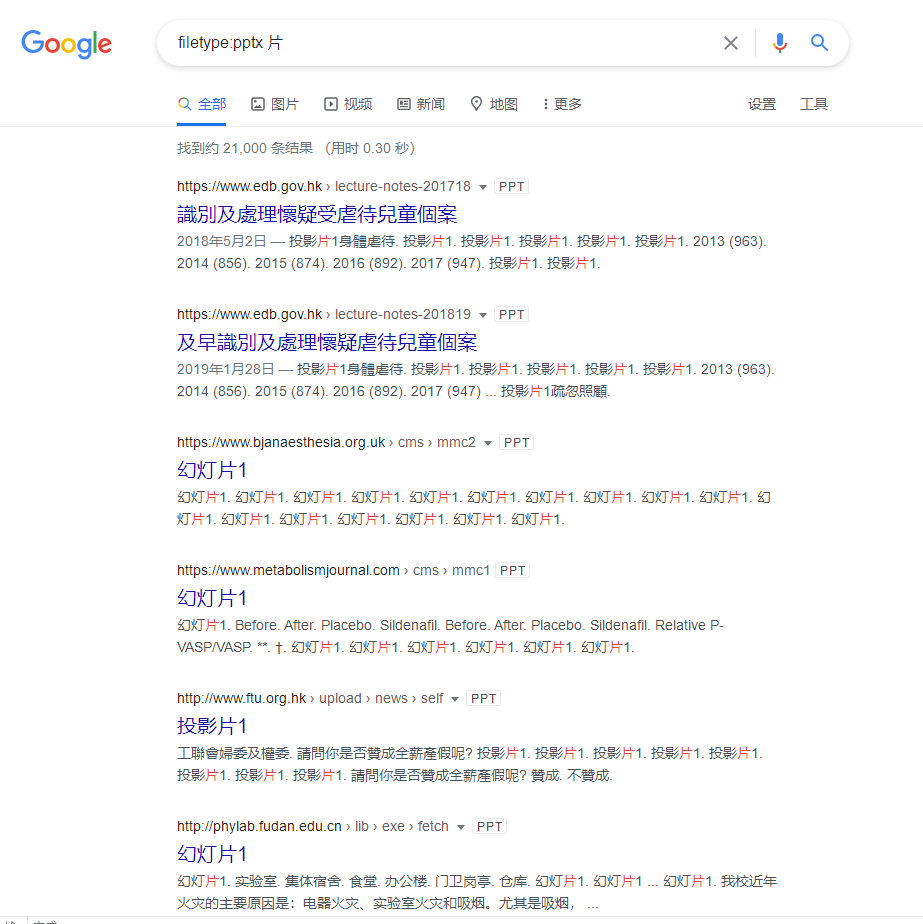 Google
filetype:pptx 片
全部 图片 视频 新闻 地图 更多 设置 工具
找到约 21,000 条结果 （用时 0.30 秒）
https://www.edb.gov.hk › lecture-notes-201718 PPT
識別及處理懷疑受虐待兒童個案
2018年5月2日 — 投影片1身體虐待. 投影片1. 投影片1. 投影片1. 投影片1. 投影片1. 2013 (963).
2014 (856). 2015 (874). 2016 (892). 2017 (947). 投影片1. 投影片1.
https://www.edb.gov.hk › lecture-notes-201819 PPT
及早識別及處理懷疑虐待兒童個案
2019年1月28日 — 投影片1身體虐待. 投影片1. 投影片1. 投影片1. 投影片1. 投影片1. 2013 (963).
2014 (856). 2015 (874). 2016 (892). 2017 (947) ... 投影片1疏忽照顧.
https://www.bjanaesthesia.org.uk › cms › mmc2 PPT
幻灯片1
幻灯片1. 幻灯片1. 幻灯片1. 幻灯片1. 幻灯片1. 幻灯片1. 幻灯片1. 幻灯片1. 幻灯片1. 幻灯片1. 幻
灯片1. 幻灯片1. 幻灯片1. 幻灯片1. 幻灯片1. 幻灯片1. 幻灯片1.
https://www.metabolismjournal.com › cms › mmc1 PPT
幻灯片1
幻灯片1. Before. After. Placebo. Sildenafil. Before. After. Placebo. Sildenafil. Relative P-
VASP/VASP. **. †. 幻灯片1. 幻灯片1. 幻灯片1. 幻灯片1. 幻灯片1. 幻灯片1.
http://www.ftu.org.hk › upload › news › self PPT
投影片1
工聯會婦委及權委. 請問你是否贊成全薪產假呢? 投影片1. 投影片1. 投影片1. 投影片1. 投影片1.
投影片1. 投影片1. 投影片1. 請問你是否贊成全薪產假呢? 贊成. 不贊成.
http://phylab.fudan.edu.cn › lib › exe › fetch PPT
幻灯片1
幻灯片1. 实验室. 集体宿舍. 食堂. 办公楼. 门卫岗亭. 仓库. 幻灯片1. 幻灯片1 ... 幻灯片1. 我校近年
火灾的主要原因是：电器火灾、实验室火灾和吸烟。尤其是吸烟， ...